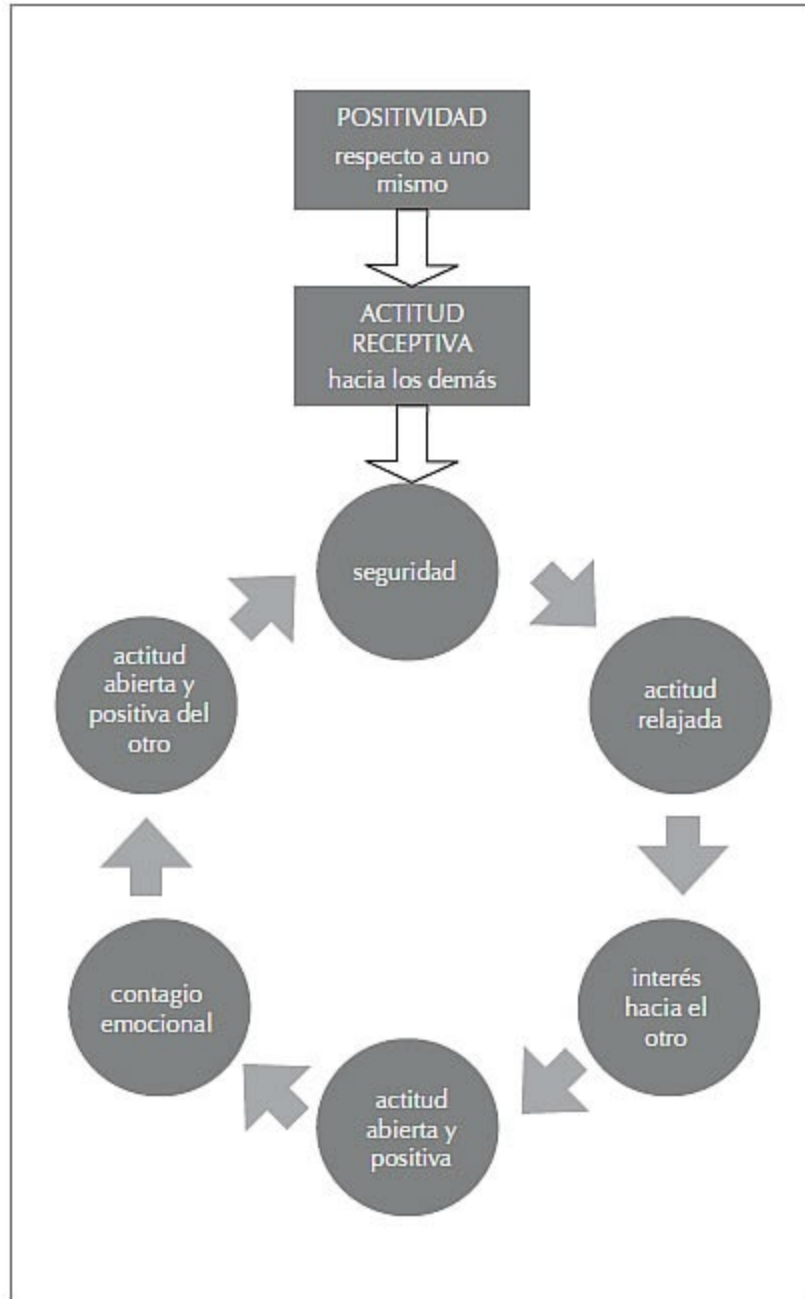 POSITIVIDAD
respecto a uno
mismo
ACTITUD
RECEPTIVA
hacia los demás
seguridad
actitud
relajada
interés
hacia el
otro
actitud
abierta y
positiva
contagio
emocional
actitud
abierta y
positiva del
otro